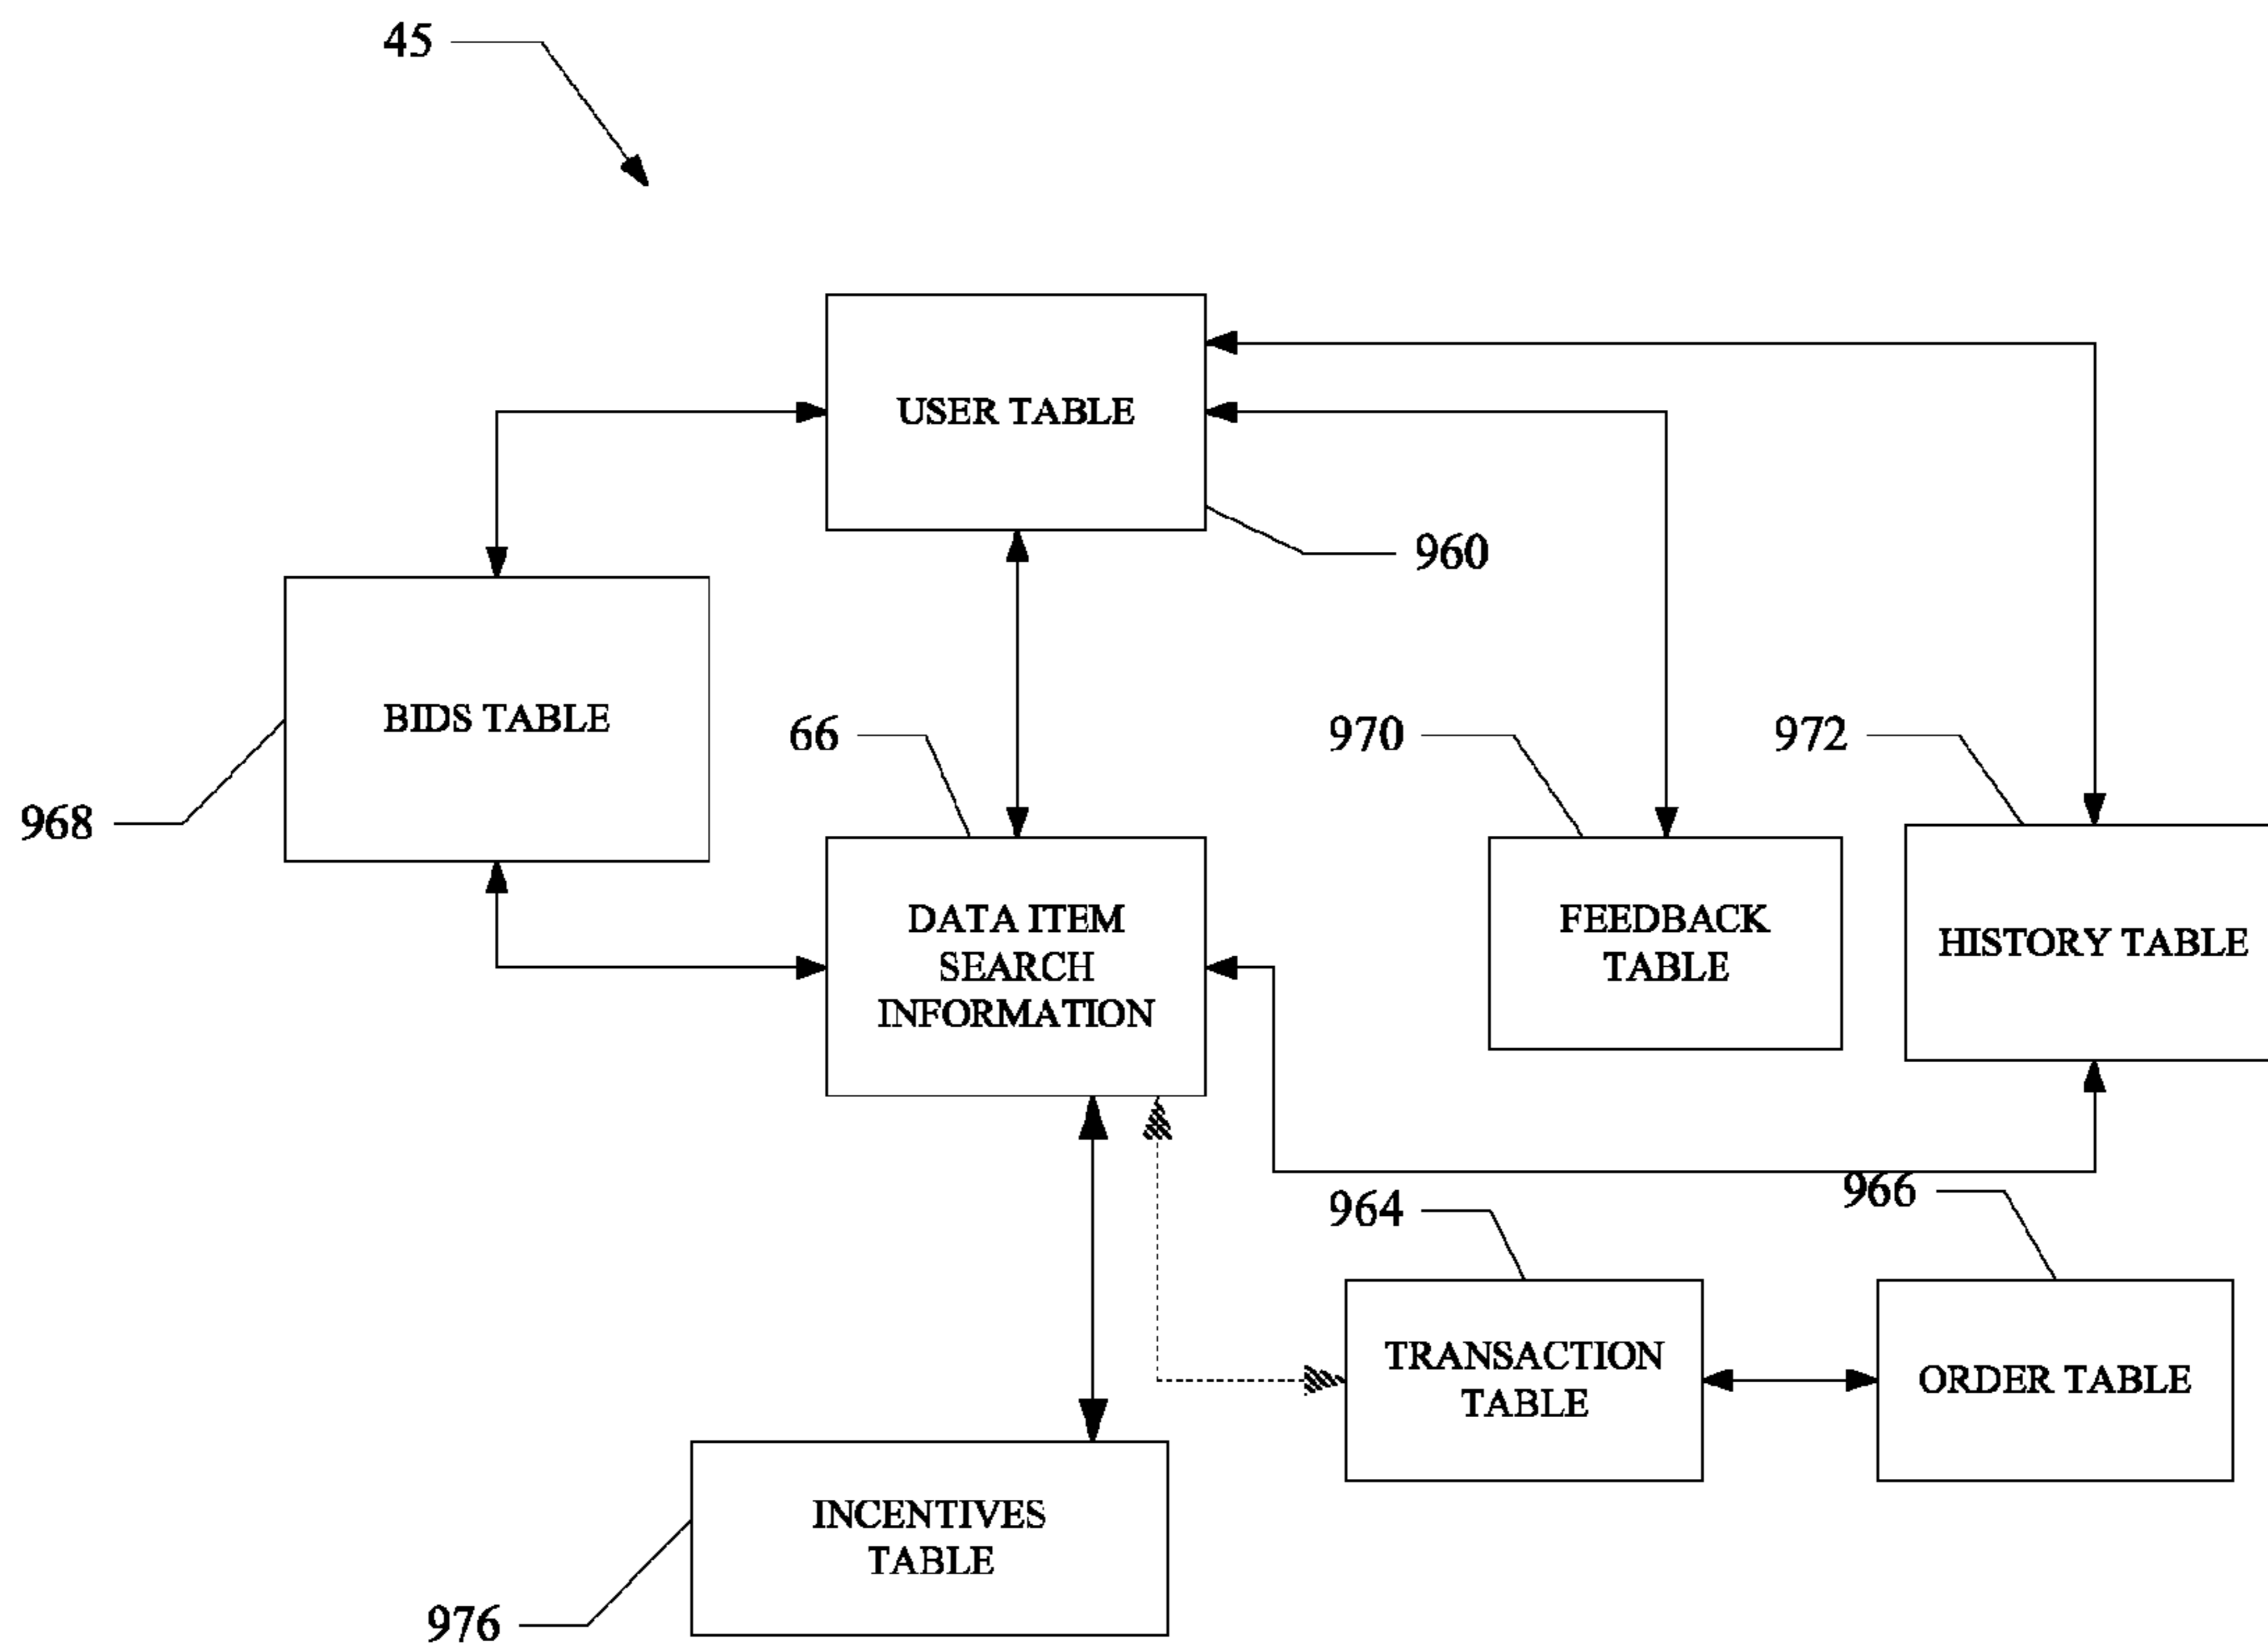 45
USER TABLE
960
BIDS TABLE
968
66
970
972
DATA ITEM
SEARCH
INFORMATION
FEEDBACK
TABLE
HISTORY TABLE
964
966
TRANSACTION
TABLE
ORDER TABLE
INCENTIVES
TABLE
976